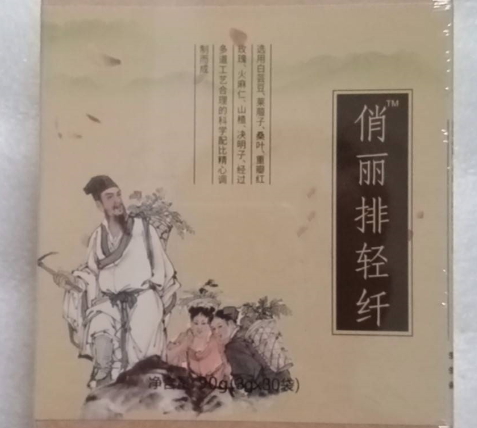 俏丽排轻纤
TM
选用白芸豆、莱菔子、桑叶、重瓣红
玫瑰、火麻仁、山楂、决明子、经过
多道工艺合理的科学配比精心调
制而成